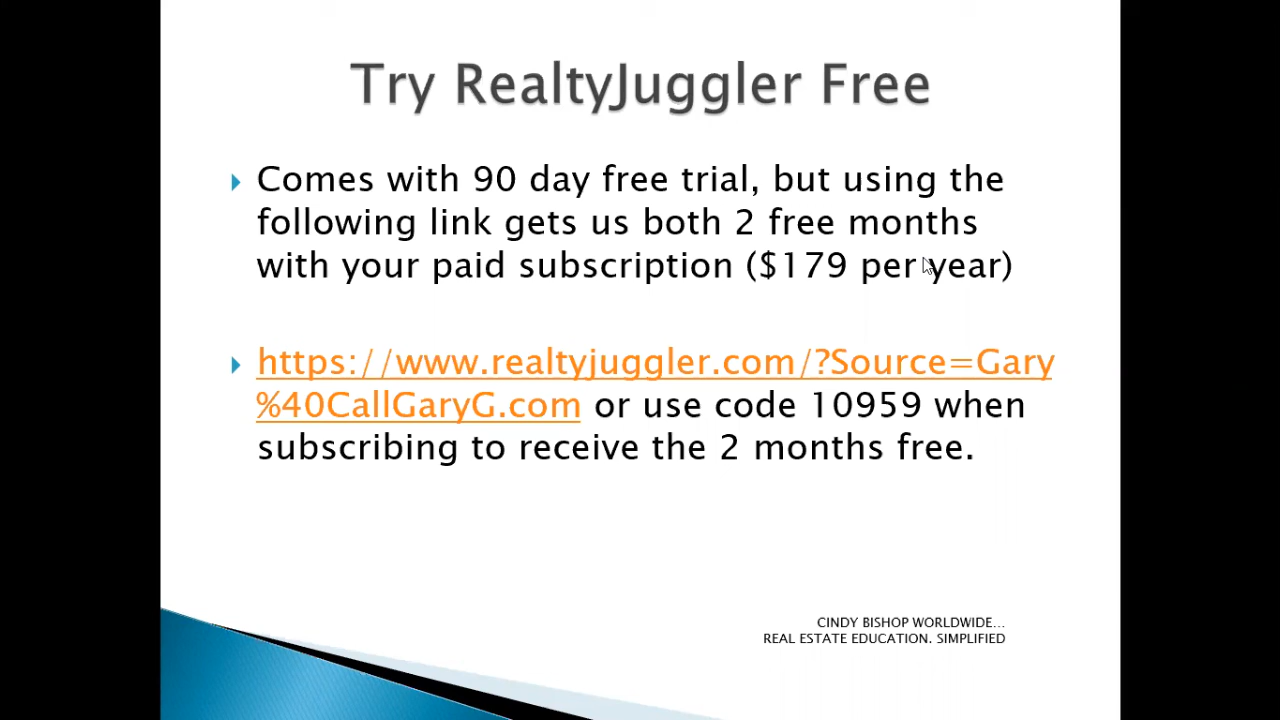 Try RealtyJuggler Free
Comes with 90 day free trial, but using the
following link gets us both 2 free months
with your paid subscription ($179 per year)
https://www.realtyjuggler.com/?Source=Gary
%40CallGaryG.com or use code 10959 when
subscribing to receive the 2 months free.
CINDY BISHOP WORLDWIDE...
REAL ESTATE EDUCATION. SIMPLIFIED